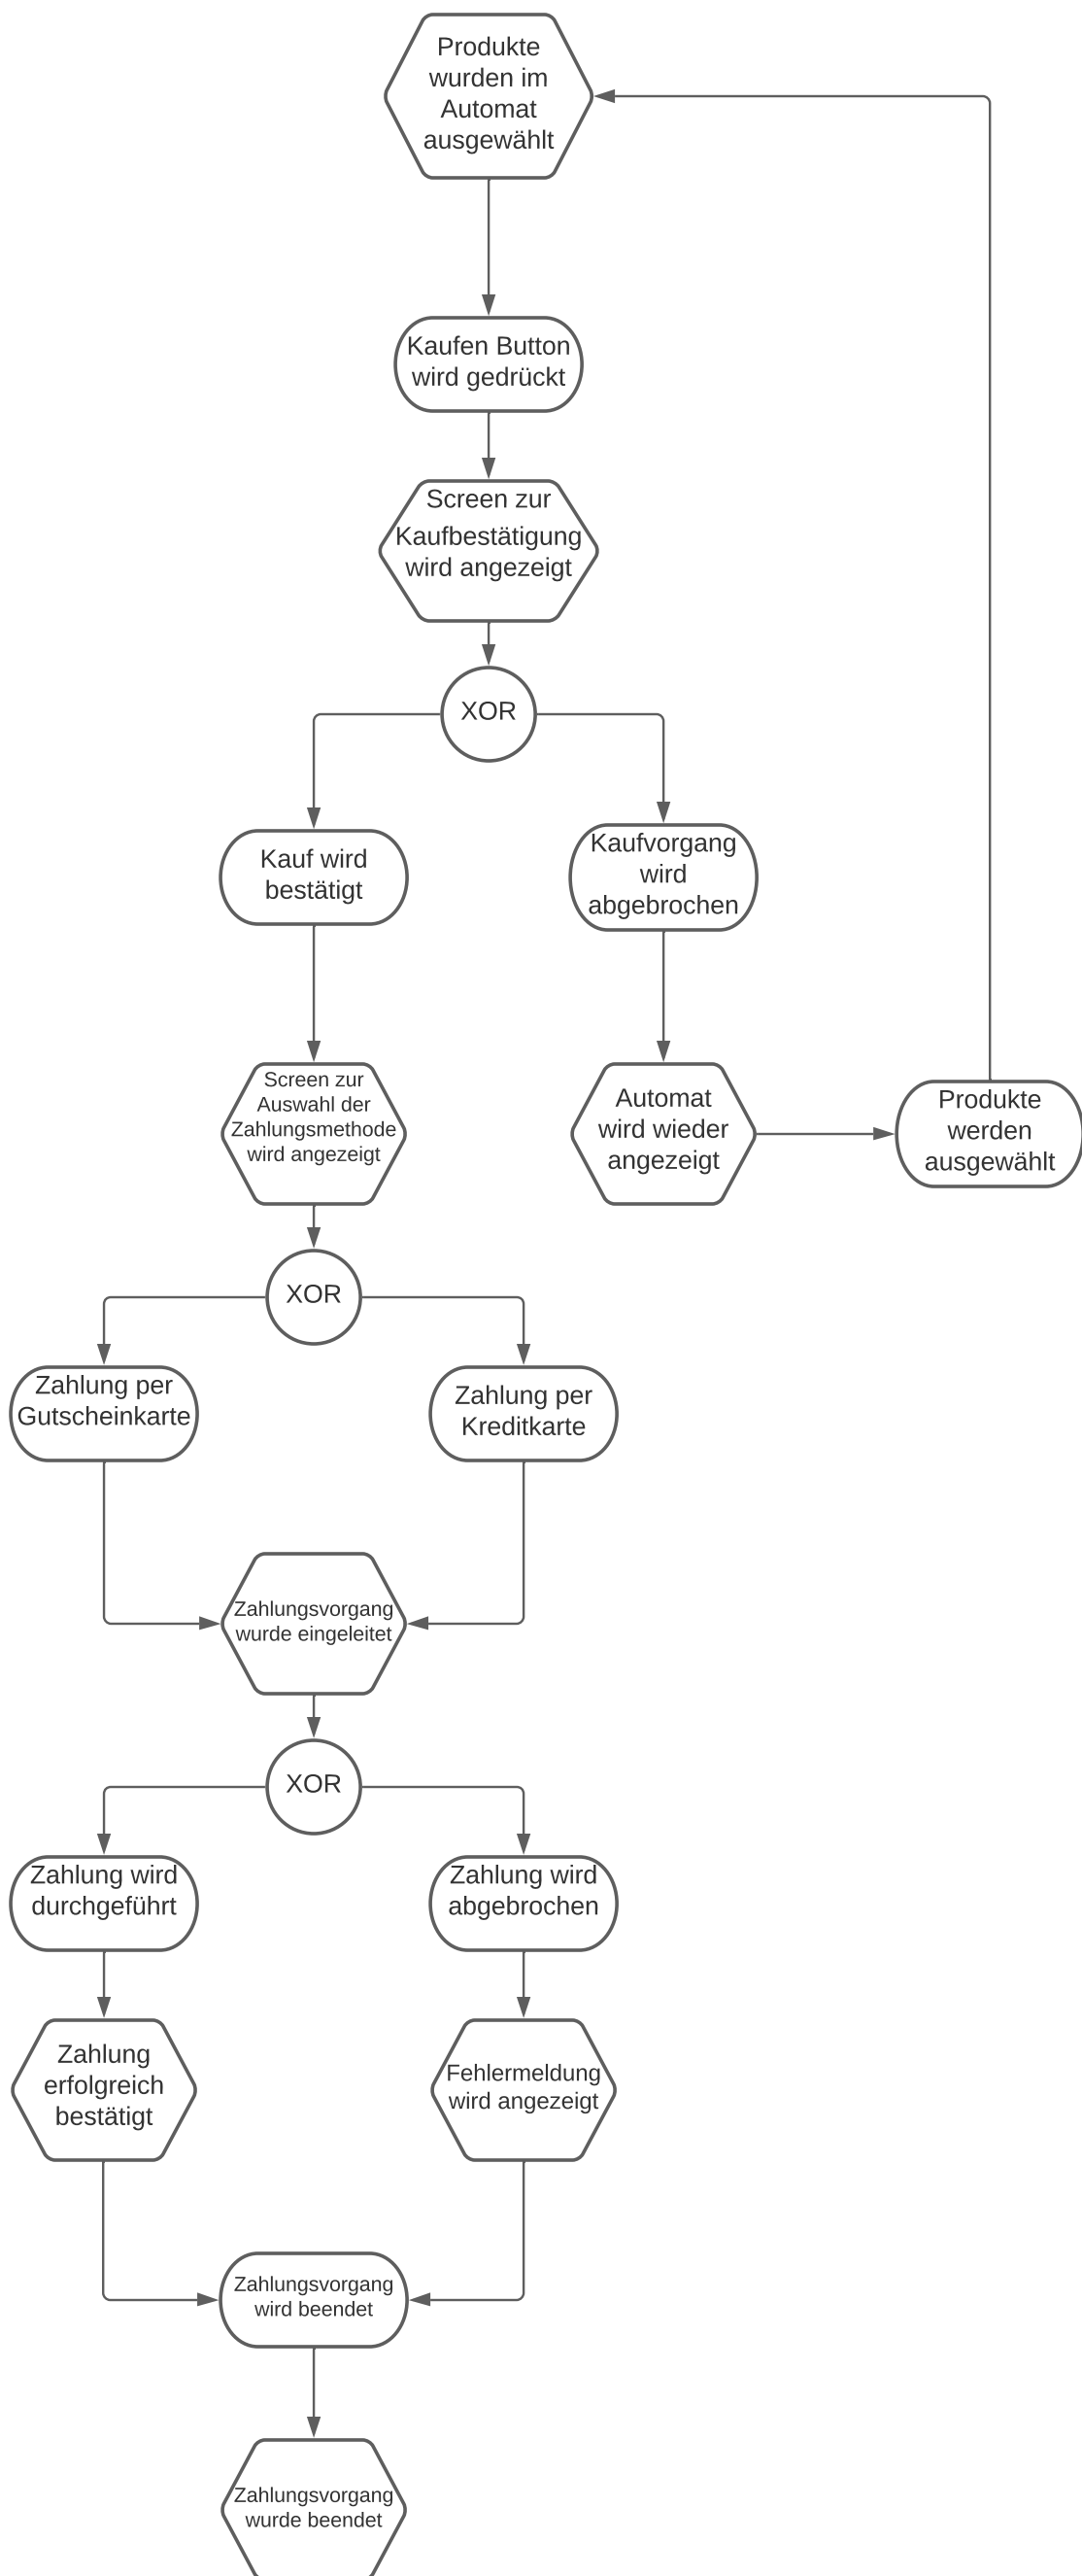 Produkte
wurden im
Automat
ausgewählt
Kaufen Button
wird gedrückt
Screen zur
Kaufbestätigung
wird angezeigt
XOR
Kauf wird
bestätigt
Kaufvorgang
wird
abgebrochen
Screen zur
Auswahl der
Zahlungsmethode
wird angezeigt
Automat
wird wieder
angezeigt
Produkte
werden
ausgewählt
XOR
Zahlung per
Gutscheinkarte
Zahlung per
Kreditkarte
Zahlungsvorgang
wurde eingeleitet
XOR
Zahlung wird
durchgeführt
Zahlung wird
abgebrochen
Zahlung
erfolgreich
bestätigt
Fehlermeldung
wird angezeigt
Zahlungsvorgang
wird beendet
Zahlungsvorgang
wurde beendet